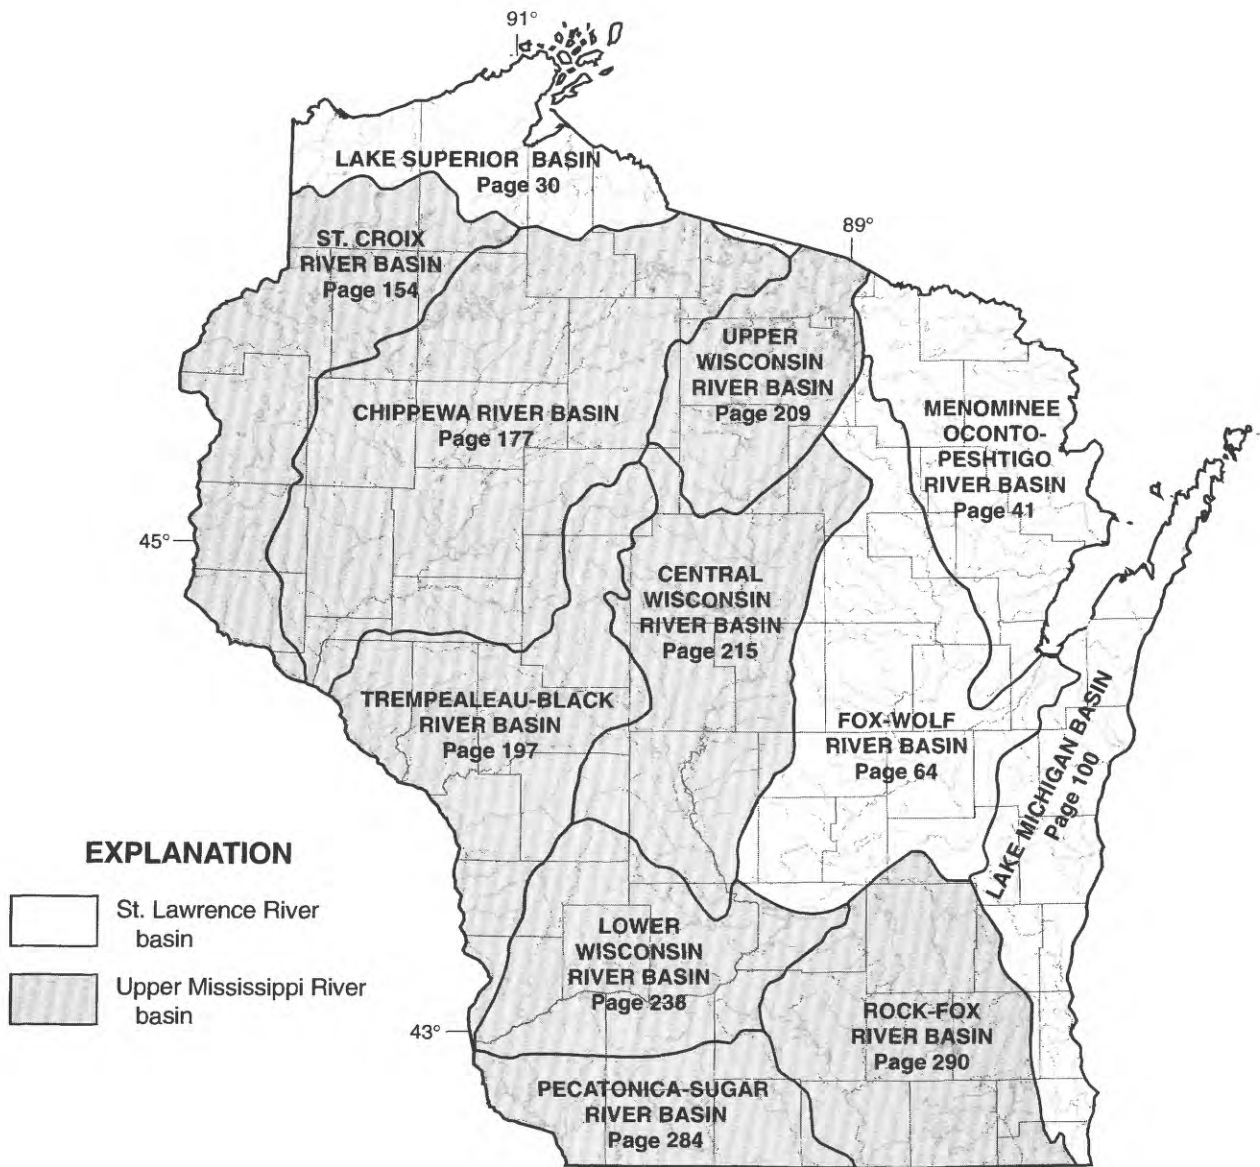 91°
LAKE SUPERIOR BASIN
Page 30
89°
ST. CROIX
RIVER BASIN
Page 154
UPPER
WISCONSIN
RIVER BASIN
Page 209
CHIPPEWA RIVER BASIN
Page 177
MENOMINEE
OCONTO-
PESHTIGO
RIVER BASIN
Page 41
45°
CENTRAL
WISCONSIN
RIVER BASIN
Page 215
TREMPEALEAU-BLACK
RIVER BASIN
Page 197
FOX-WOLF
RIVER BASIN
Page 64
LAKE MICHIGAN BASIN
Page 100
EXPLANATION
St. Lawrence River
basin
Upper Mississippi River
basin
LOWER
WISCONSIN
RIVER BASIN
Page 238
43°
ROCK-FOX
RIVER BASIN
Page 290
PECATONICA-SUGAR
RIVER BASIN
Page 284